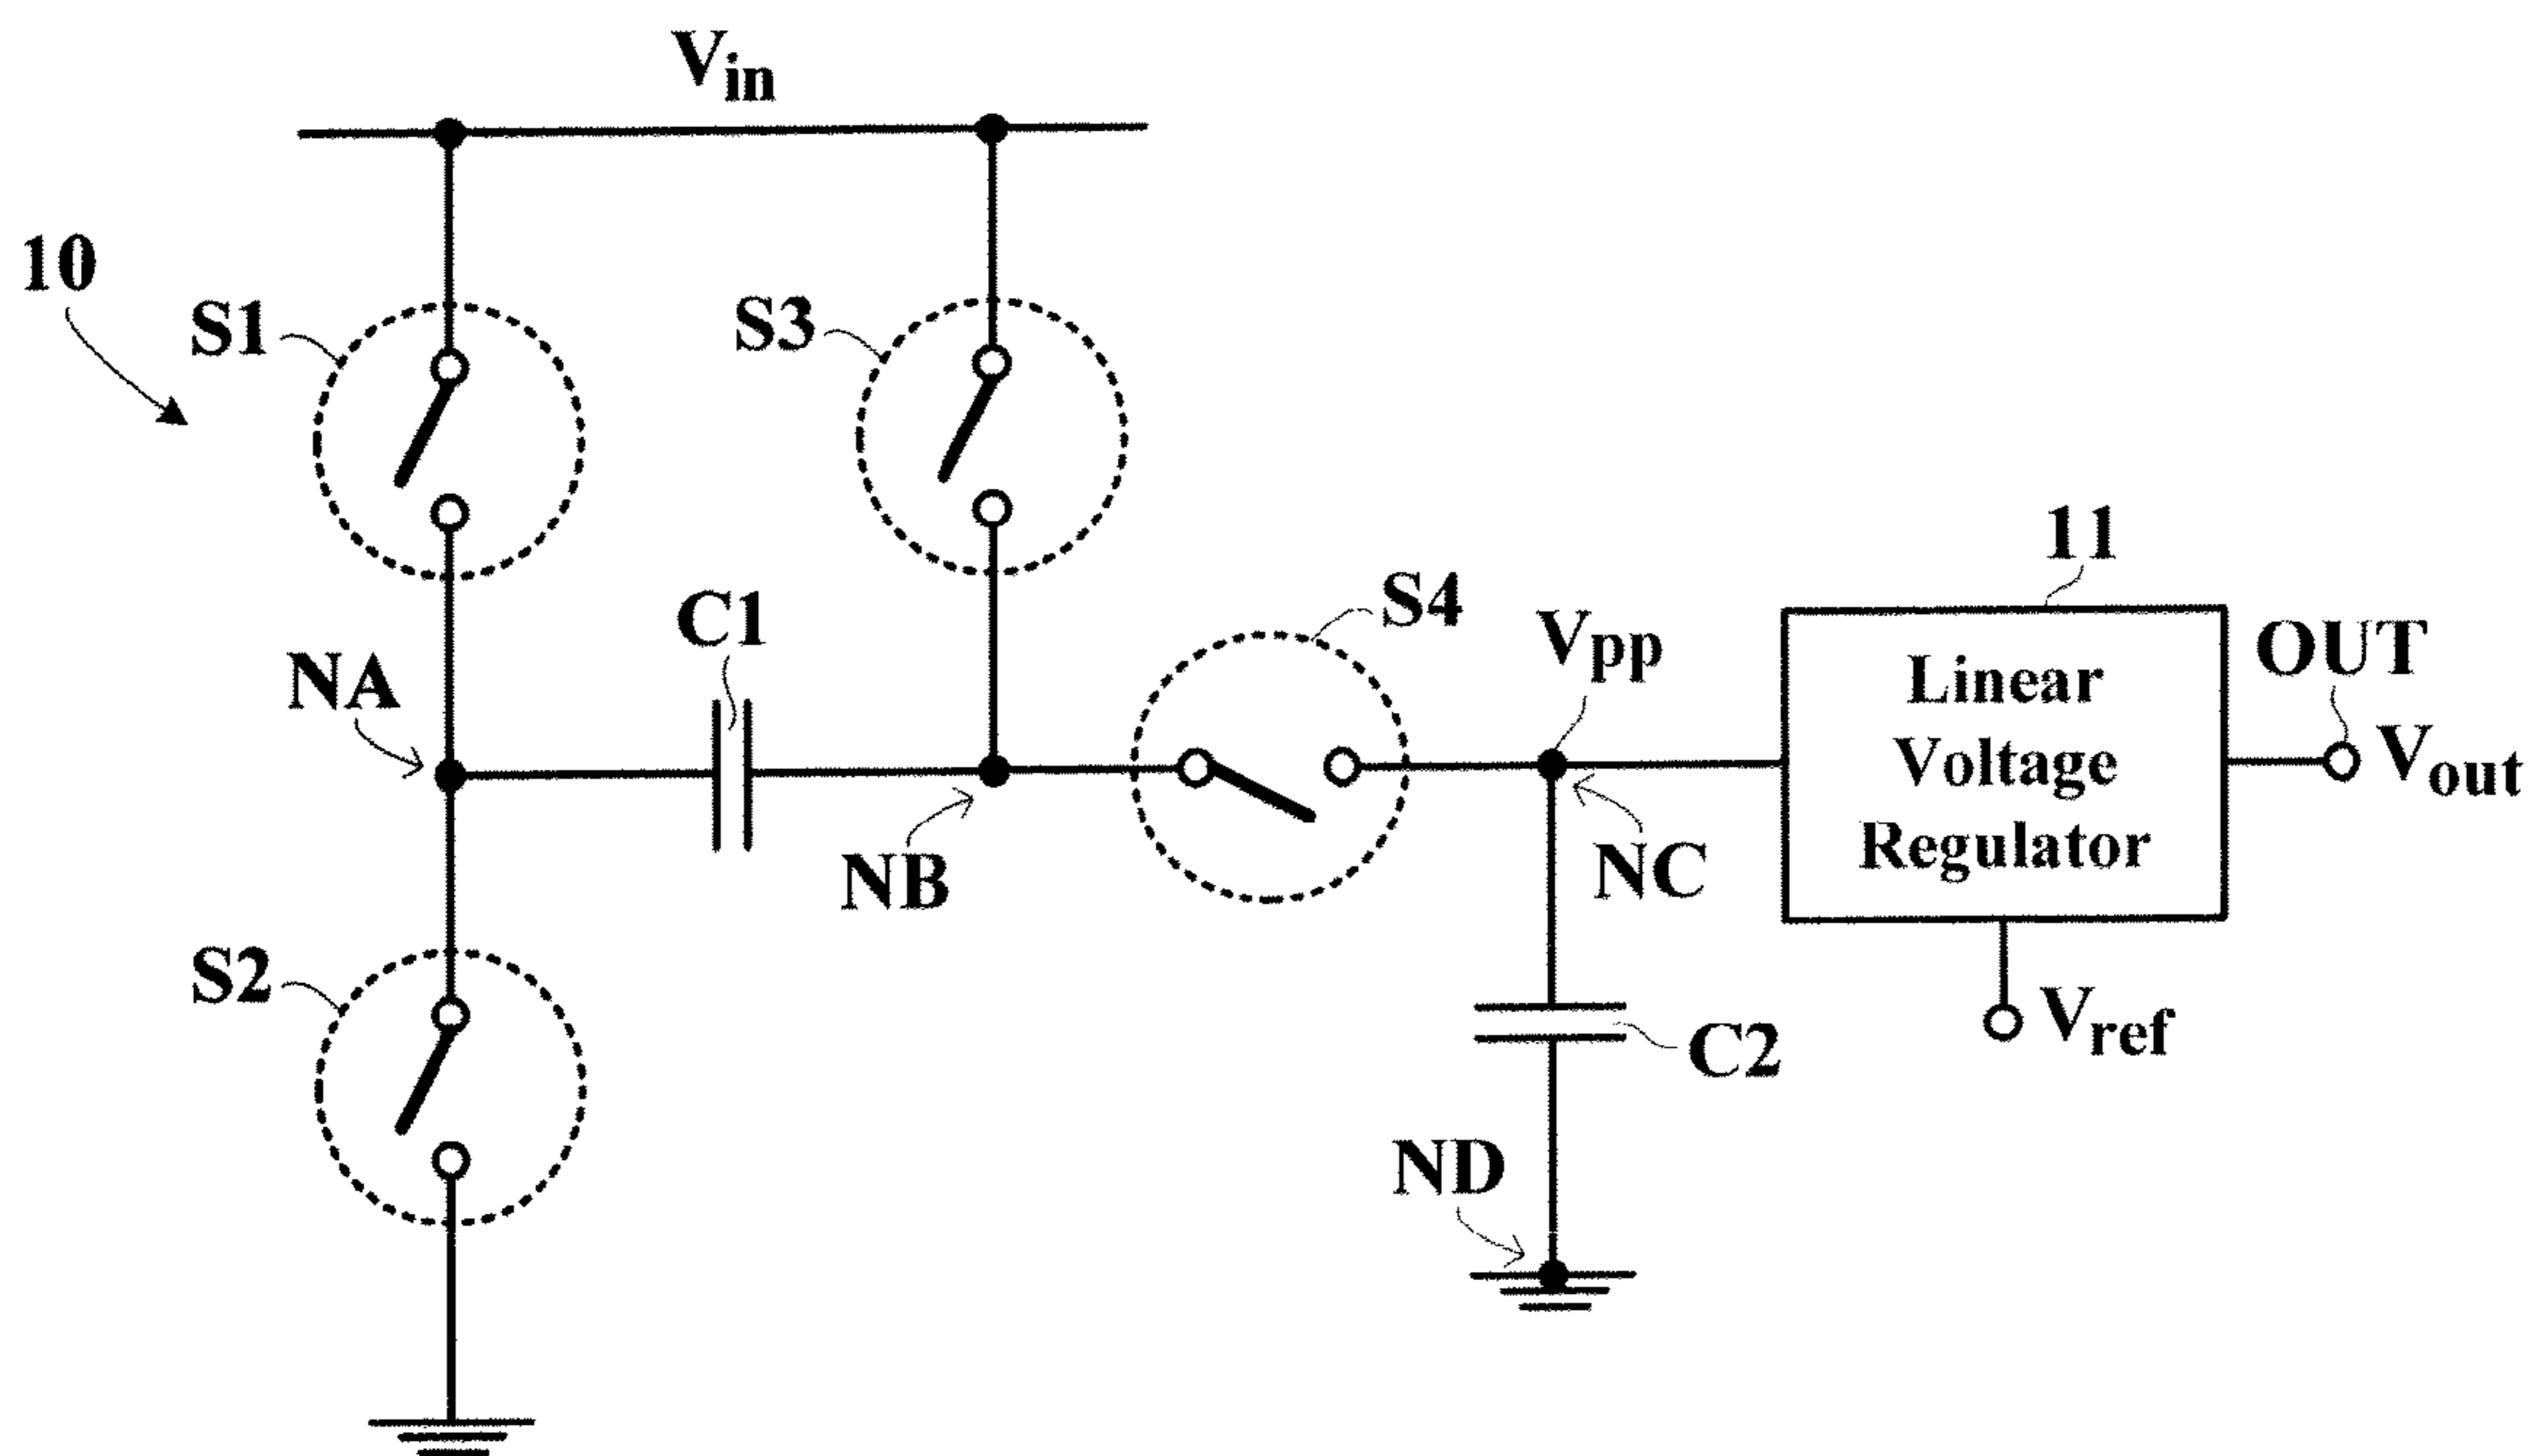 Vin
10
S1
S3
11
S4
C1
Vpp
OUT
NA
Linear
Voltage
Regulator
Vout
NB
NC
S2
Vref
C2
ND